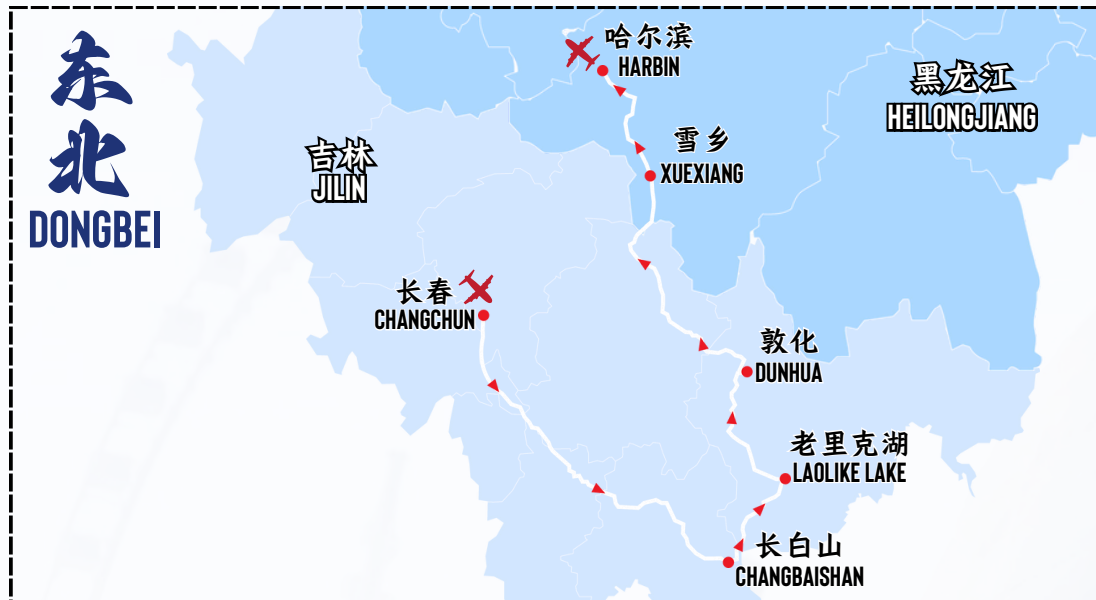 东
北
DONGBEI
哈尔滨
HARBIN
黑龙江
HEILONGJIANG
雪乡
XUEXIANG
吉林
JILIN
长春
CHANGCHUN
敦化
DUNHUA
老里克湖
LAOLIKE LAKE
长白山
CHANGBAISHAN